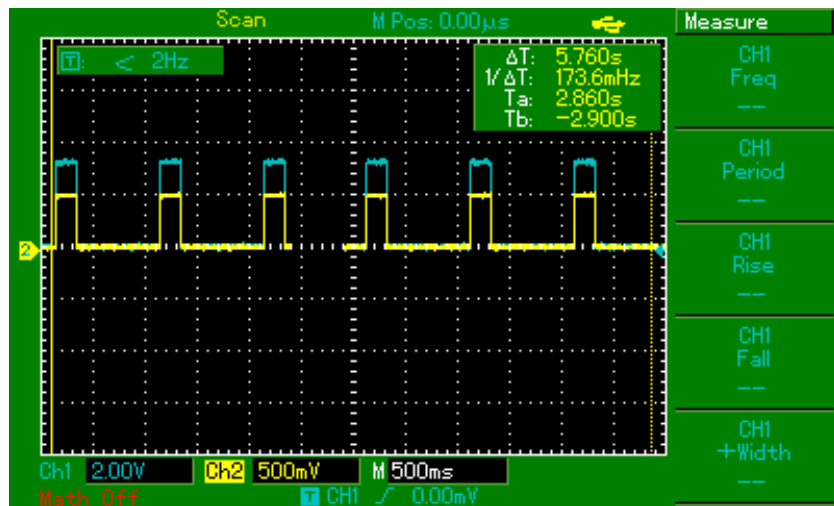 Scan M Pos: 0.00µs Measure
T: < 2Hz
ΔT: 5.760s
1/ΔT: 173.6mHz
Ta: 2.860s
Tb: -2.900s
CH1
Freq
--
CH1
Period
--
CH1
Rise
--
CH1
Fall
--
CH1
+Width
--
2
Ch1 2.00V Ch2 500mV M 500ms
Math Off T CH1 0.00mV